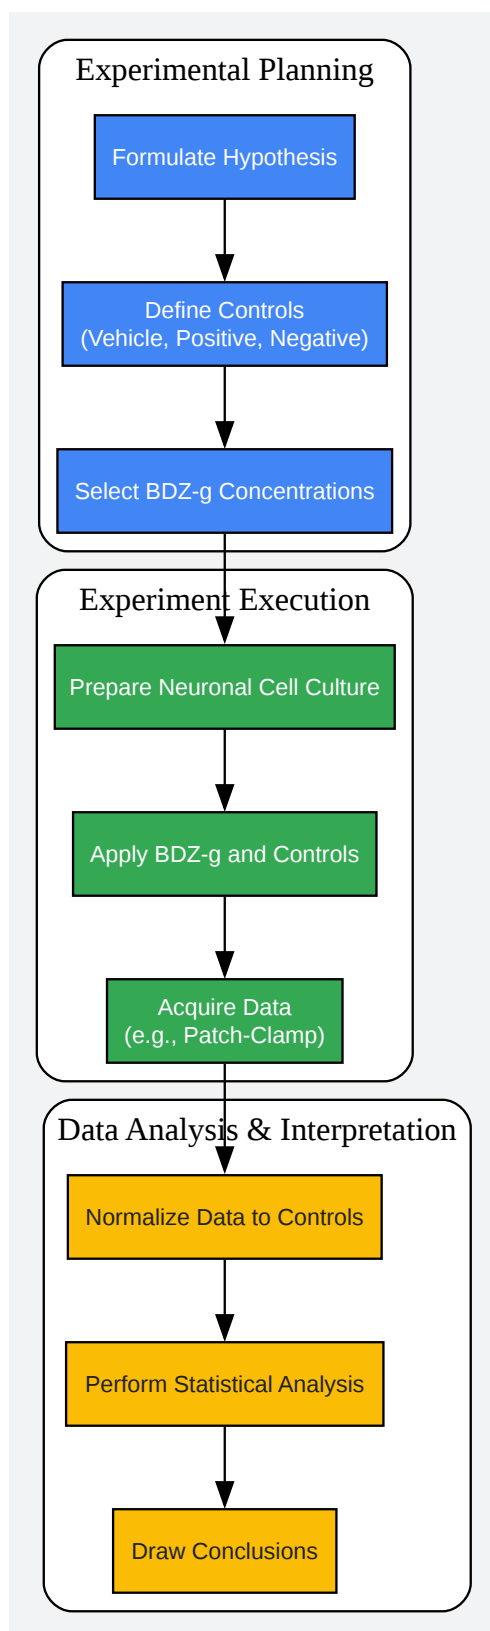 Experimental Planning
Formulate Hypothesis
Define Controls
(Vehicle, Positive, Negative)
Select BDZ-g Concentrations
Experiment Execution
Prepare Neuronal Cell Culture
Apply BDZ-g and Controls
Acquire Data
(e.g., Patch-Clamp)
Data Analysis & Interpretation
Normalize Data to Controls
Perform Statistical Analysis
Draw Conclusions